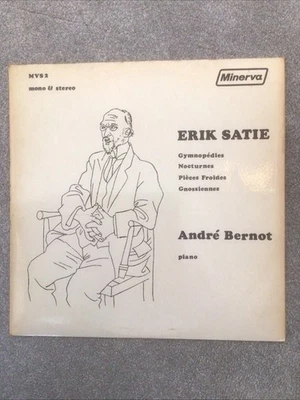 MVS 2
mono & stereo
Minerva
ERIK SATIE
Gymnopédies
Nocturnes
Pièces Froides
Gnossiennes
André Bernot
piano